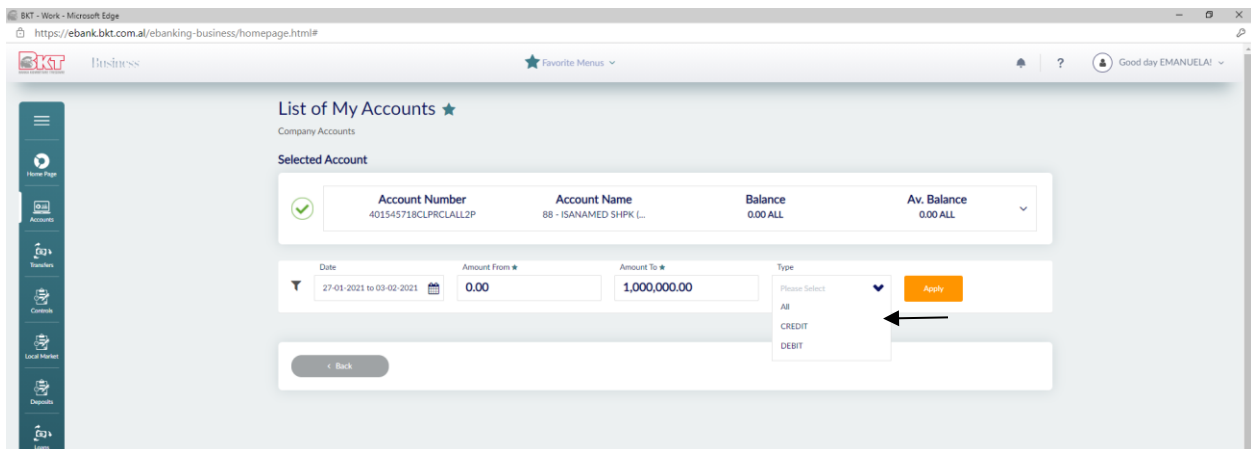 BKT - Work - Microsoft Edge
https://ebank.bkt.com.al/ebanking-business/homepage.html#
BKT Business Favorite Menus ? Good day EMANUELA!
List of My Accounts
Company Accounts
Selected Account
Home Page
Account Number Account Name Balance Av. Balance
401545718CLPRCLALL2P 88 - ISANAMED SHPK (... 0.00 ALL 0.00 ALL
Accounts
Transfers
Date Amount From Amount To Type
27-01-2021 to 03-02-2021 0.00 1,000,000.00 Please Select Apply
All
Controls
CREDIT
DEBIT
Local Market
< Back
Deposits
Loans